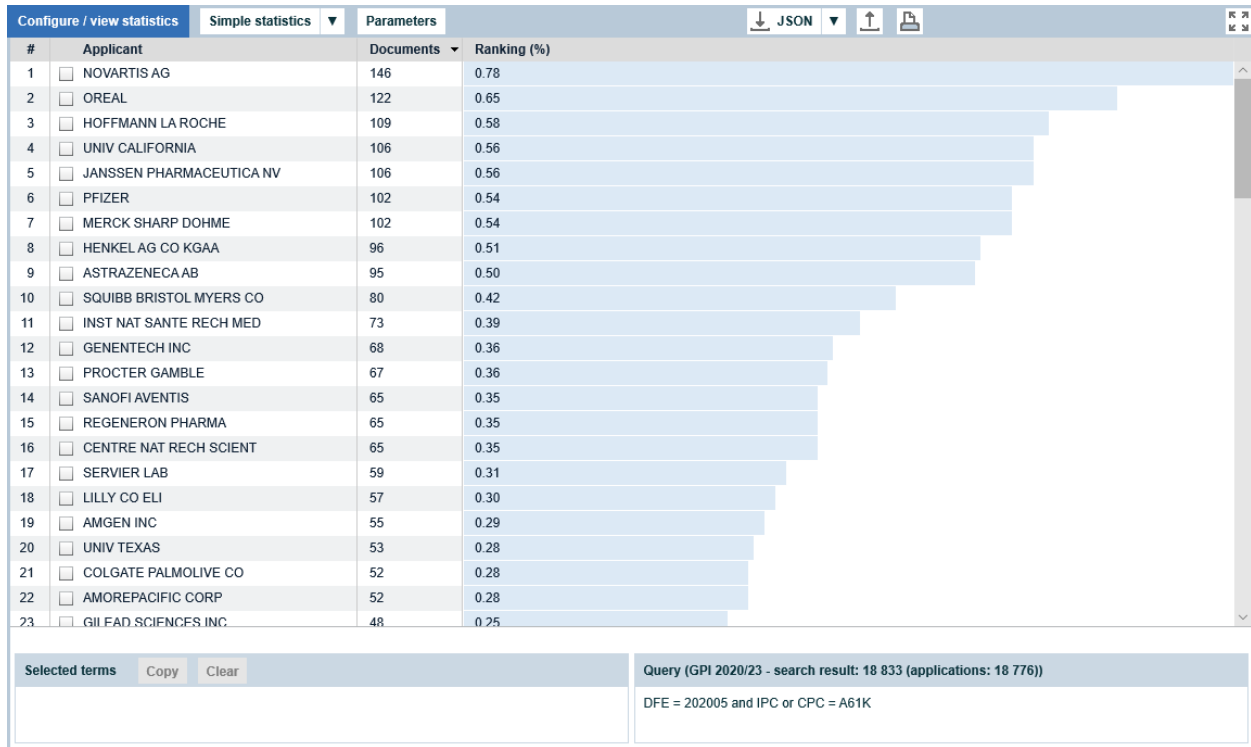 Configure / view statistics Simple statistics ▼ Parameters JSON ▼
# Applicant Documents ▼ Ranking (%)
1 NOVARTIS AG 146 0.78
2 OREAL 122 0.65
3 HOFFMANN LA ROCHE 109 0.58
4 UNIV CALIFORNIA 106 0.56
5 JANSSEN PHARMACEUTICA NV 106 0.56
6 PFIZER 102 0.54
7 MERCK SHARP DOHME 102 0.54
8 HENKEL AG CO KGAA 96 0.51
9 ASTRAZENECA AB 95 0.50
10 SQUIBB BRISTOL MYERS CO 80 0.42
11 INST NAT SANTE RECH MED 73 0.39
12 GENENTECH INC 68 0.36
13 PROCTER GAMBLE 67 0.36
14 SANOFI AVENTIS 65 0.35
15 REGENERON PHARMA 65 0.35
16 CENTRE NAT RECH SCIENT 65 0.35
17 SERVIER LAB 59 0.31
18 LILLY CO ELI 57 0.30
19 AMGEN INC 55 0.29
20 UNIV TEXAS 53 0.28
21 COLGATE PALMOLIVE CO 52 0.28
22 AMOREPACIFIC CORP 52 0.28
23 GILEAD SCIENCES INC 48 0.25
Selected terms Copy Clear
Query (GPI 2020/23 - search result: 18 833 (applications: 18 776))
DFE = 202005 and IPC or CPC = A61K